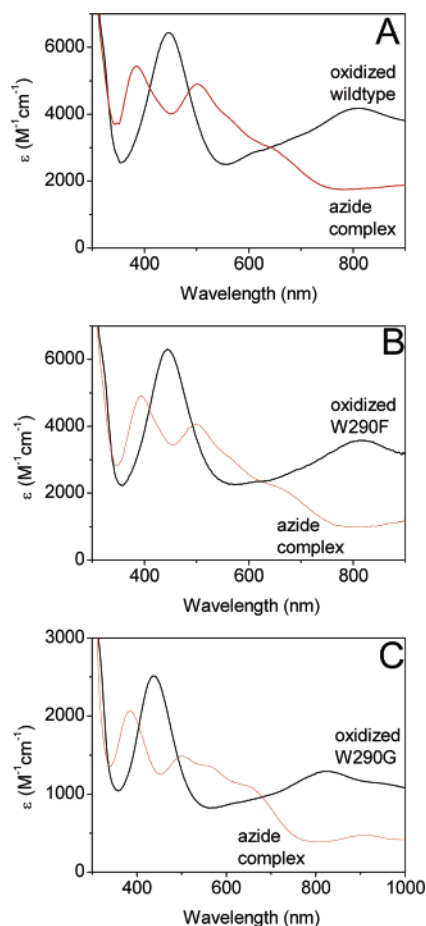 A
6000
4000
2000
0
ε (M⁻¹cm⁻¹)
oxidized
wildtype
azide
complex
400
600
800
Wavelength (nm)
B
6000
4000
2000
0
ε (M⁻¹cm⁻¹)
oxidized
W290F
azide
complex
400
600
800
Wavelength (nm)
C
3000
2000
1000
0
ε (M⁻¹cm⁻¹)
oxidized
W290G
azide
complex
400
600
800
1000
Wavelength (nm)